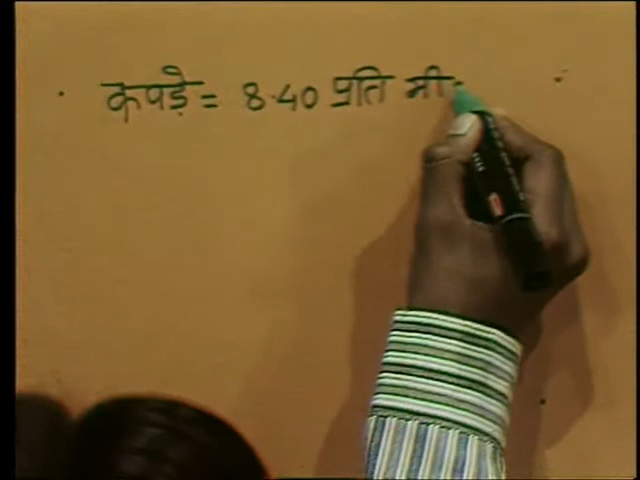 कपड़े = 8.40 प्रति मी.